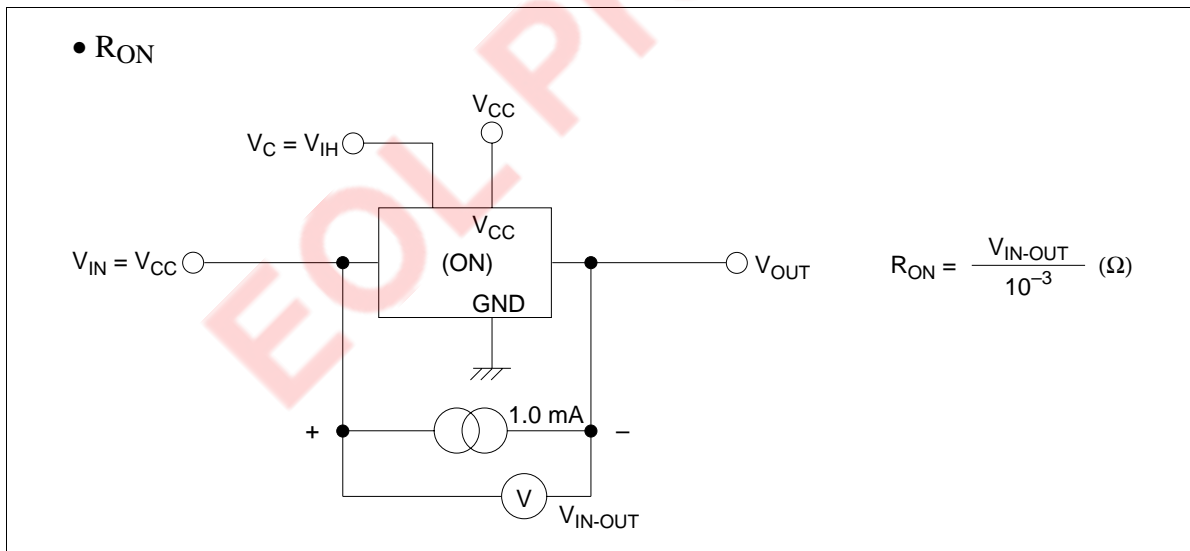 • RON
VCC
VC = VIH
VCC
VIN = VCC
(ON)
VOUT
RON = VIN-OUT / 10–3 (Ω)
GND
1.0 mA
+
–
V
VIN-OUT
EOL